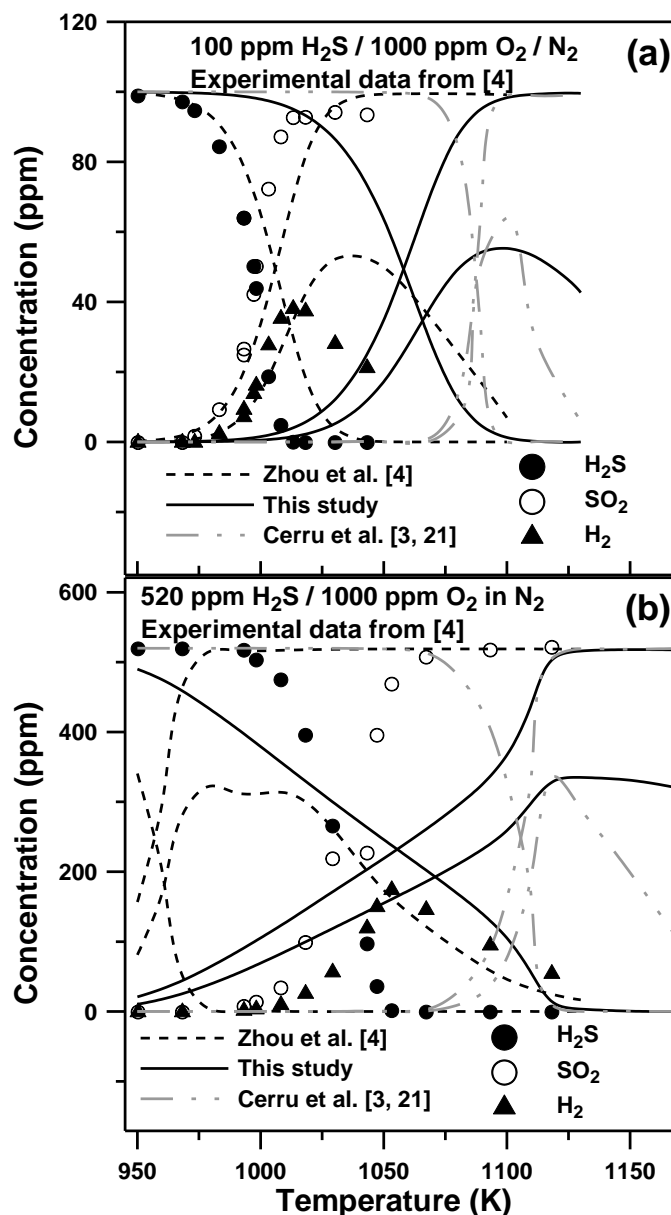 120
100 ppm H₂S / 1000 ppm O₂ / N₂
(a)
Experimental data from [4]
80
40
0
Concentration (ppm)
Zhou et al. [4]
This study
Cerru et al. [3, 21]
H₂S
SO₂
H₂
600
520 ppm H₂S / 1000 ppm O₂ in N₂
(b)
Experimental data from [4]
400
200
0
Concentration (ppm)
Zhou et al. [4]
This study
Cerru et al. [3, 21]
H₂S
SO₂
H₂
950 1000 1050 1100 1150
Temperature (K)